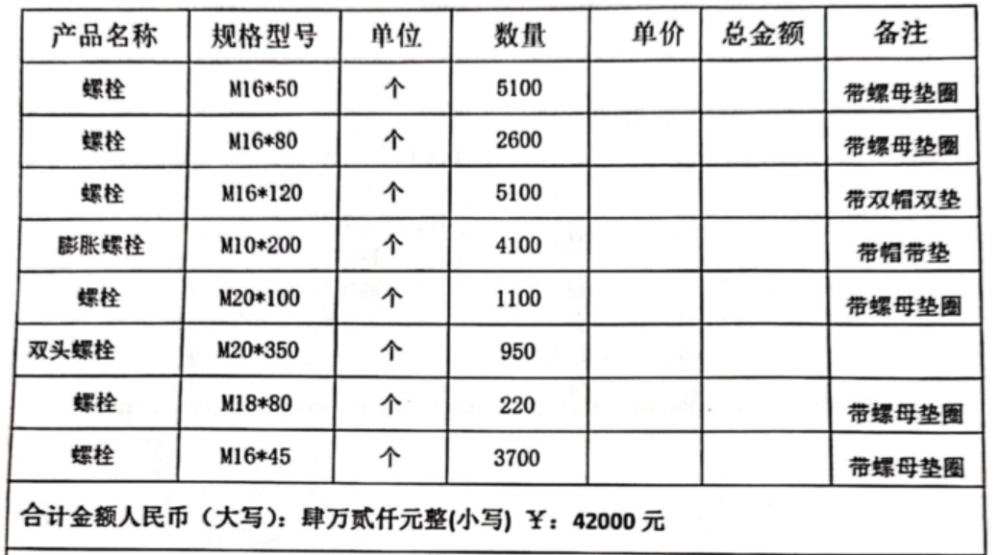 产品名称 规格型号 单位 数量 单价 总金额 备注
螺栓 M16*50 个 5100 带螺母垫圈
螺栓 M16*80 个 2600 带螺母垫圈
螺栓 M16*120 个 5100 带双帽双垫
膨胀螺栓 M10*200 个 4100 带帽带垫
螺栓 M20*100 个 1100 带螺母垫圈
双头螺栓 M20*350 个 950
螺栓 M18*80 个 220 带螺母垫圈
螺栓 M16*45 个 3700 带螺母垫圈
合计金额人民币（大写）：肆万贰仟元整(小写) ￥：42000 元